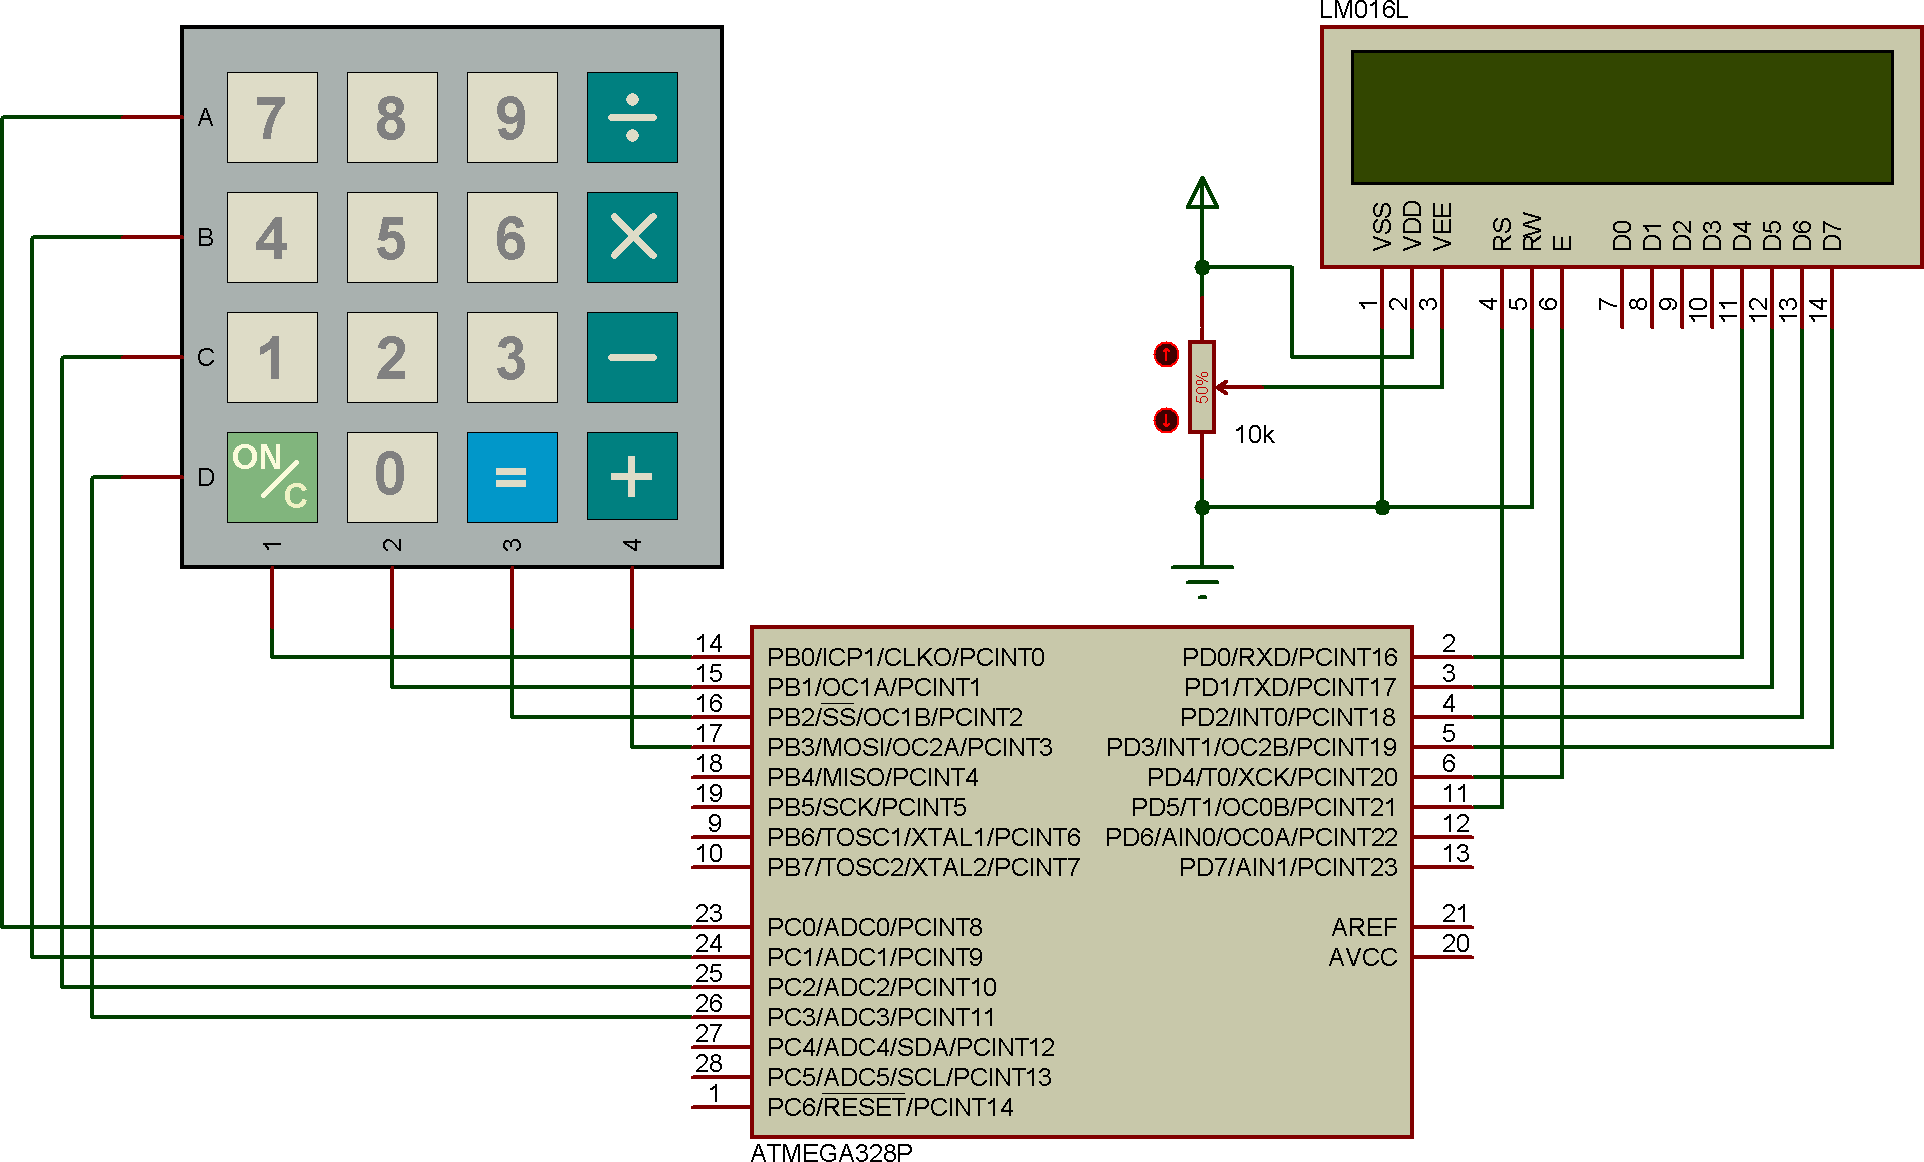 LM016L
A
7
8
9
÷
B
4
5
6
×
C
1
2
3
−
D
ON/C
0
=
+
1
2
3
4
VSS
VDD
VEE
RS
RW
E
D0
D1
D2
D3
D4
D5
D6
D7
1
2
3
4
5
6
7
8
9
10
11
12
13
14
50%
10k
14 PB0/ICP1/CLKO/PCINT0
15 PB1/OC1A/PCINT1
16 PB2/SS/OC1B/PCINT2
17 PB3/MOSI/OC2A/PCINT3
18 PB4/MISO/PCINT4
19 PB5/SCK/PCINT5
9 PB6/TOSC1/XTAL1/PCINT6
10 PB7/TOSC2/XTAL2/PCINT7
23 PC0/ADC0/PCINT8
24 PC1/ADC1/PCINT9
25 PC2/ADC2/PCINT10
26 PC3/ADC3/PCINT11
27 PC4/ADC4/SDA/PCINT12
28 PC5/ADC5/SCL/PCINT13
1 PC6/RESET/PCINT14
PD0/RXD/PCINT16 2
PD1/TXD/PCINT17 3
PD2/INT0/PCINT18 4
PD3/INT1/OC2B/PCINT19 5
PD4/T0/XCK/PCINT20 6
PD5/T1/OC0B/PCINT21 11
PD6/AIN0/OC0A/PCINT22 12
PD7/AIN1/PCINT23 13
AREF 21
AVCC 20
ATMEGA328P